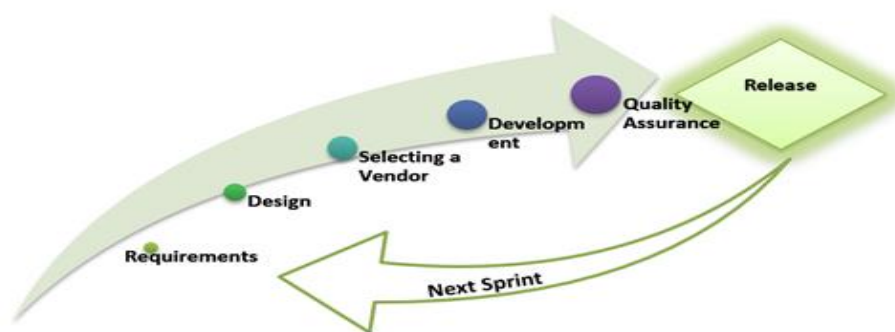 Release
Quality
Assurance
Developm
ent
Selecting a
Vendor
Design
Requirements
Next Sprint